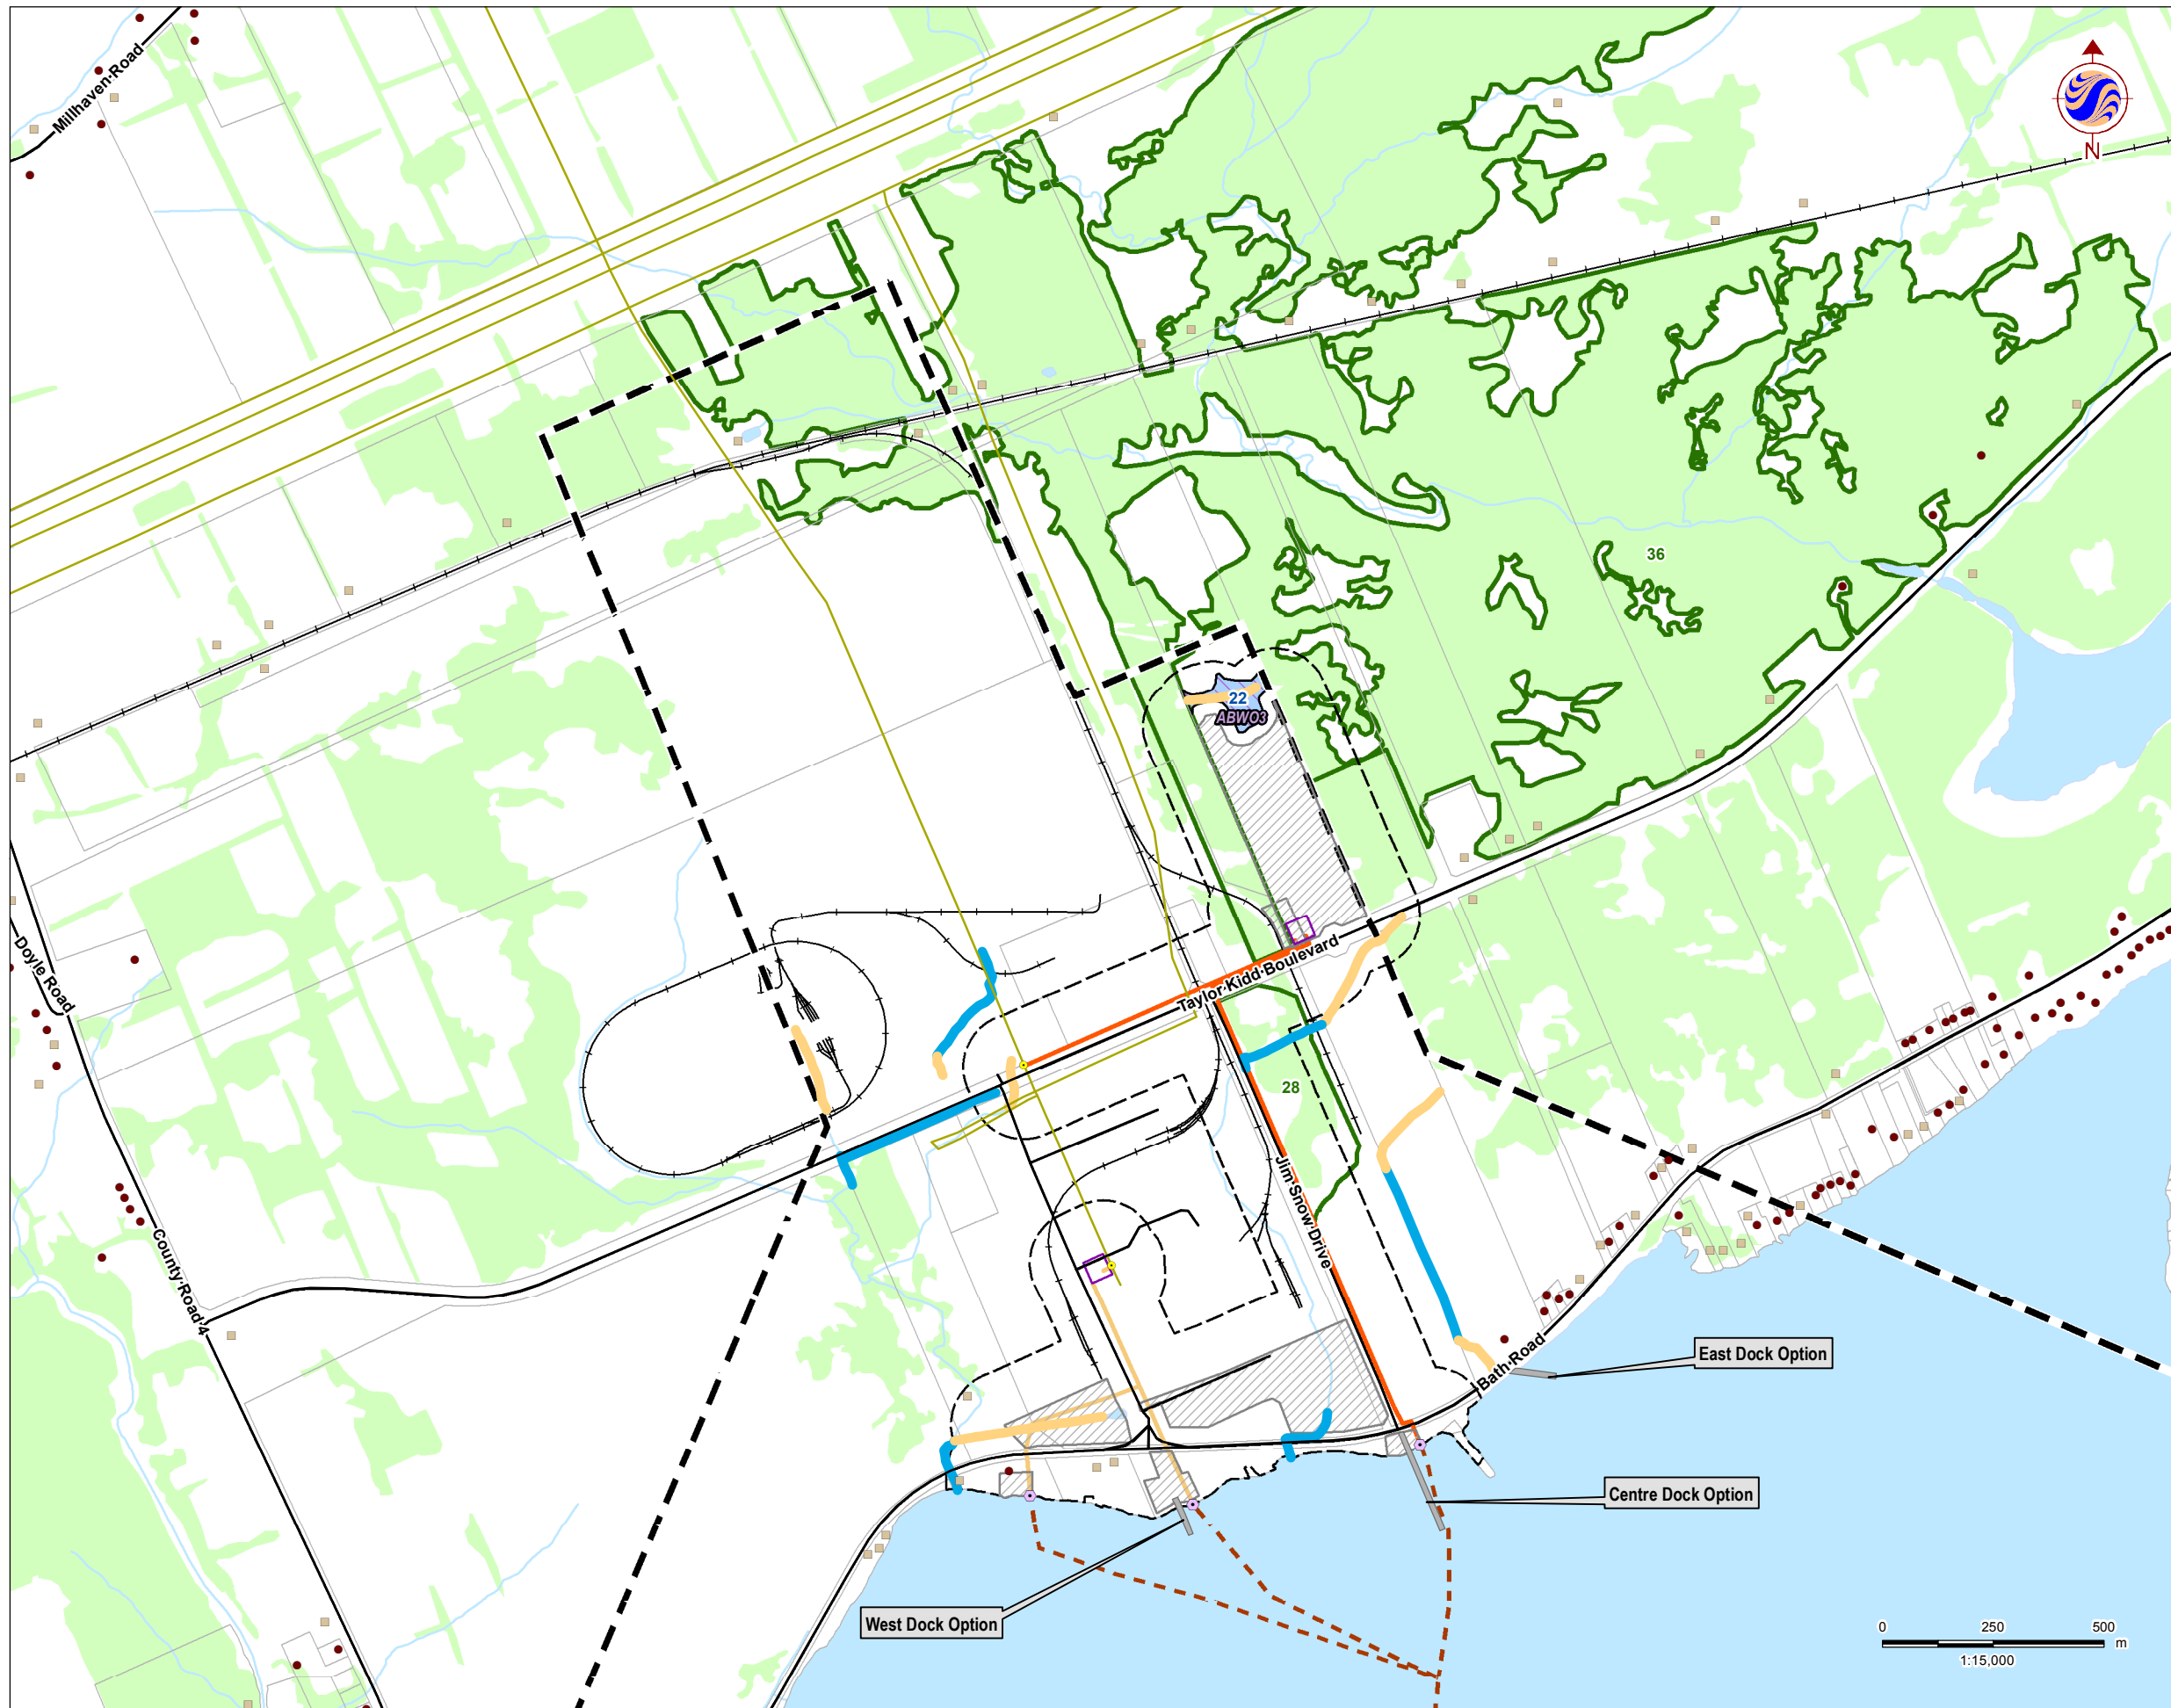 Millhaven Road
N
36
22
ABWO3
Taylor Kidd Boulevard
Doyle Road
28
Jim Snow Drive
County Road 4
East Dock Option
Bath Road
Centre Dock Option
West Dock Option
0 250 500
m
1:15,000